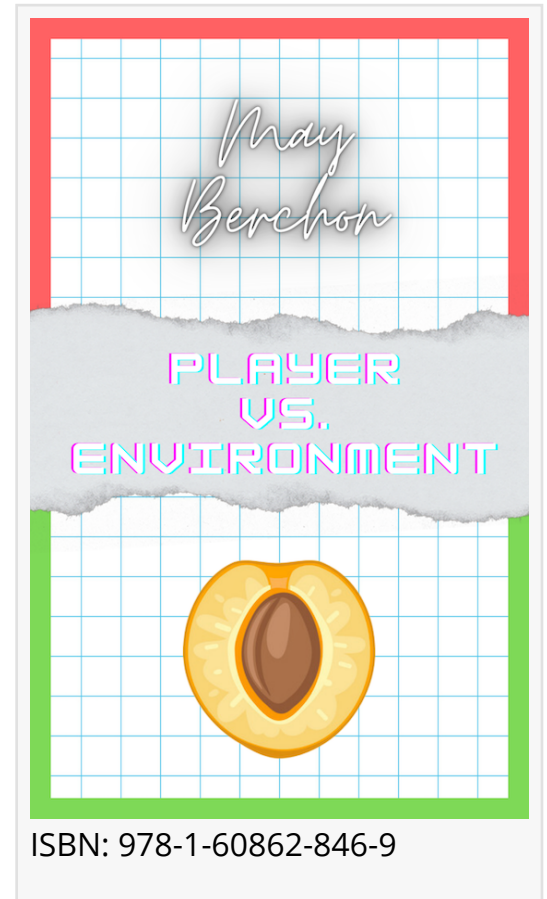 May
Berchon
PLAYER
VS.
ENVIRONMENT
ISBN: 978-1-60862-846-9